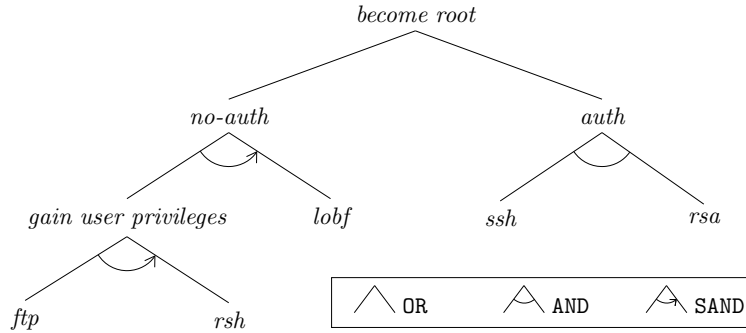 become root
no-auth auth
gain user privileges lobf ssh rsa
ftp rsh
OR AND SAND